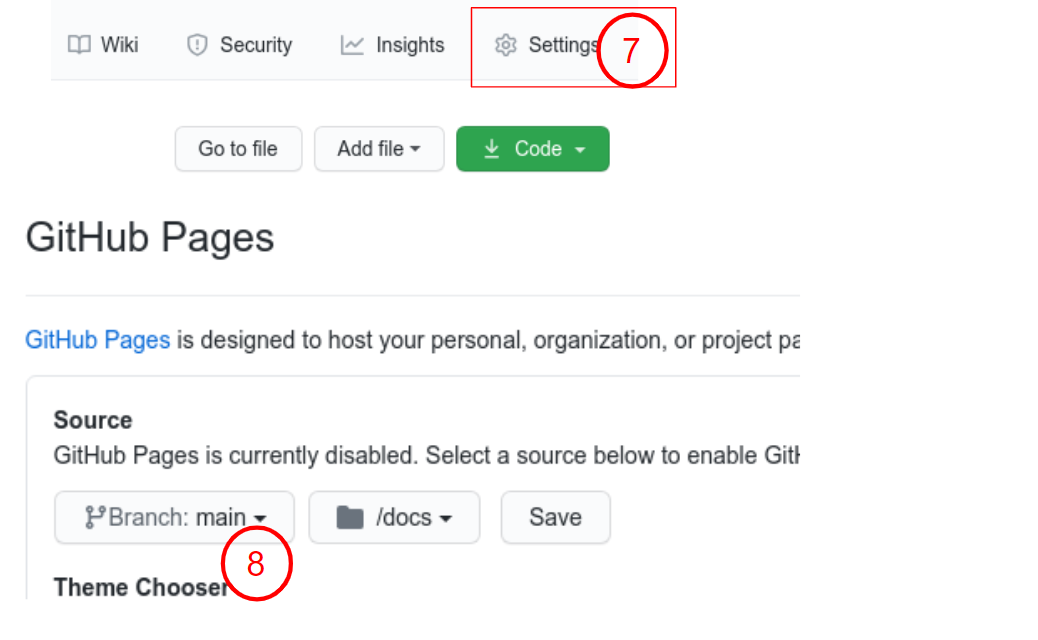 Wiki Security Insights Settings 7
Go to file Add file Code
GitHub Pages
GitHub Pages is designed to host your personal, organization, or project pa
Source
GitHub Pages is currently disabled. Select a source below to enable Git
Branch: main /docs Save
8
Theme Chooser